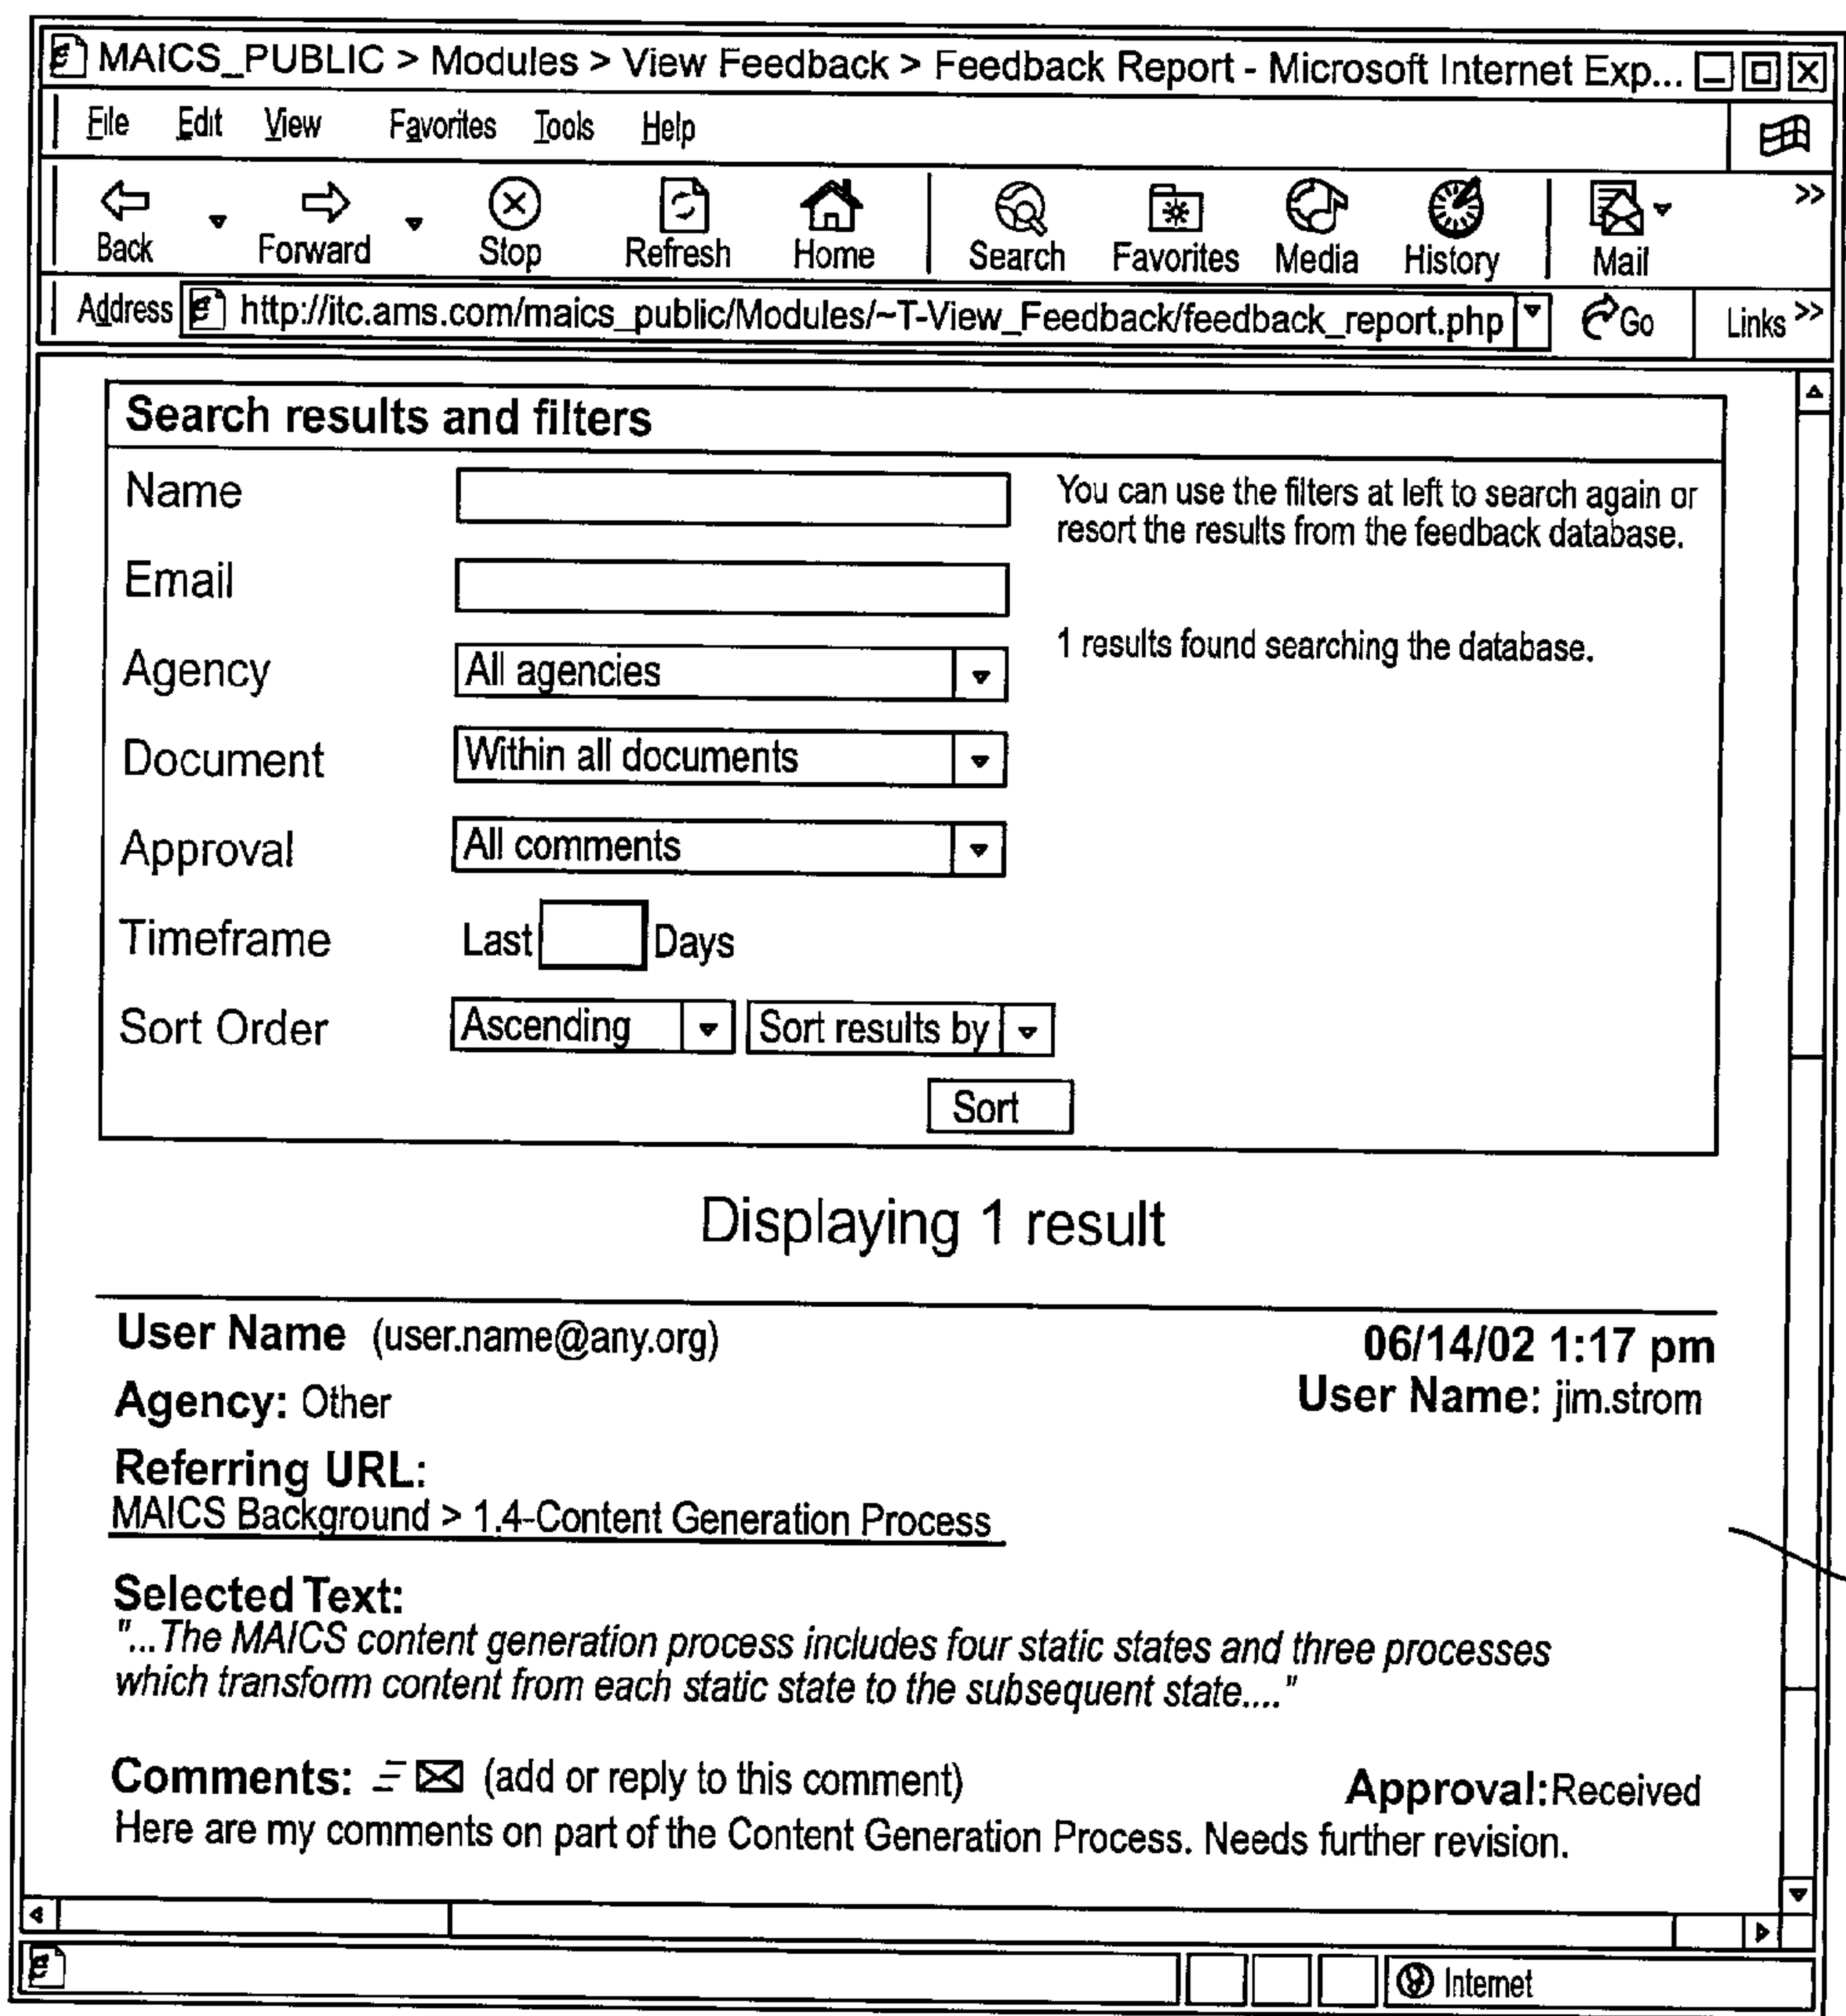 MAICS_PUBLIC > Modules > View Feedback > Feedback Report - Microsoft Internet Exp...
File Edit View Favorites Tools Help
Back Forward Stop Refresh Home Search Favorites Media History Mail >>
Address http://itc.ams.com/maics_public/Modules/~T-View_Feedback/feedback_report.php Go Links >>
Search results and filters
Name
You can use the filters at left to search again or
resort the results from the feedback database.
Email
1 results found searching the database.
Agency All agencies
Document Within all documents
Approval All comments
Timeframe Last Days
Sort Order Ascending Sort results by
Sort
Displaying 1 result
User Name (user.name@any.org) 06/14/02 1:17 pm
Agency: Other User Name: jim.strom
Referring URL:
MAICS Background > 1.4-Content Generation Process
Selected Text:
"...The MAICS content generation process includes four static states and three processes
which transform content from each static state to the subsequent state...."
Comments: (add or reply to this comment) Approval:Received
Here are my comments on part of the Content Generation Process. Needs further revision.
Internet